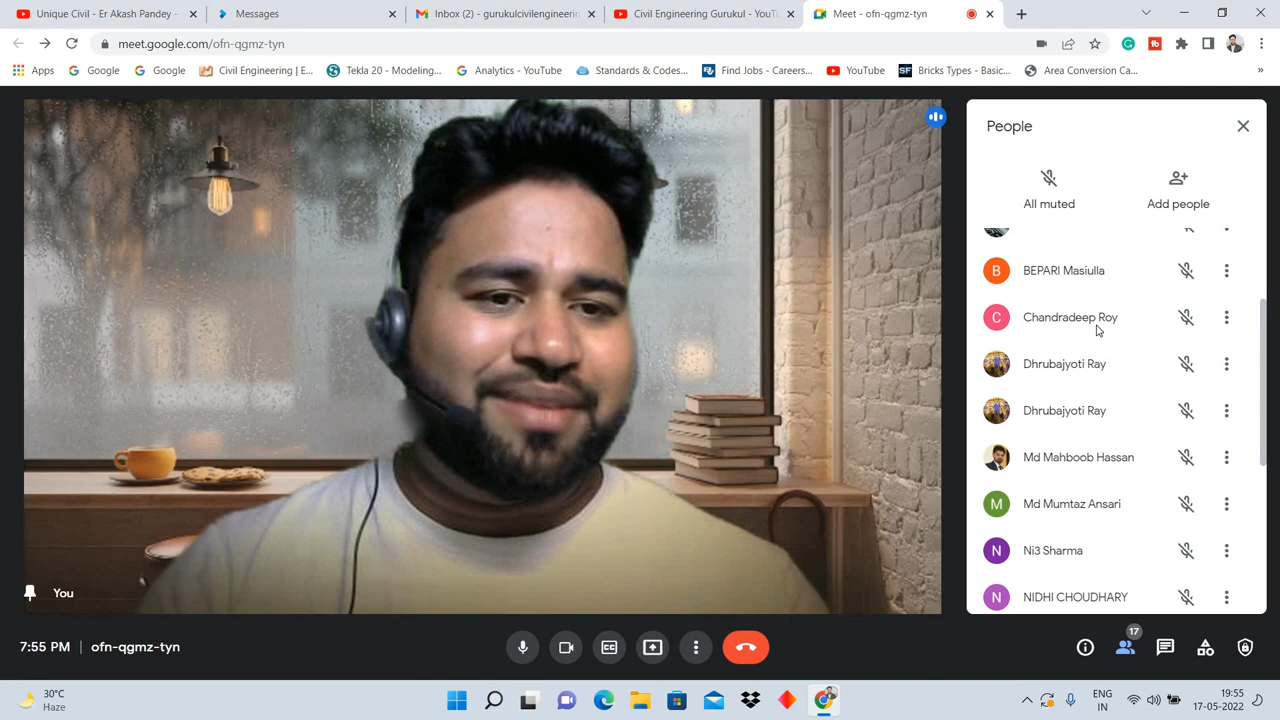 Unique Civil - Er Akash Pandey -
Messages
Inbox (2) - gurukulcivilengineerin
Civil Engineering Gurukul - YouTu
Meet - ofn-qgmz-tyn
meet.google.com/ofn-qgmz-tyn
Apps
Google
Google
Civil Engineering | E...
Tekla 20 - Modeling...
Analytics - YouTube
Standards & Codes...
Find Jobs - Careers...
YouTube
SF
Bricks Types - Basic...
Area Conversion Ca...
»
People
All muted
Add people
B
BEPARI Masiulla
C
Chandradeep Roy
Dhrubajyoti Ray
Dhrubajyoti Ray
Md Mahboob Hassan
M
Md Mumtaz Ansari
N
Ni3 Sharma
N
NIDHI CHOUDHARY
You
7:55 PM | ofn-qgmz-tyn
CC
17
30°C
Haze
ENG
IN
19:55
17-05-2022